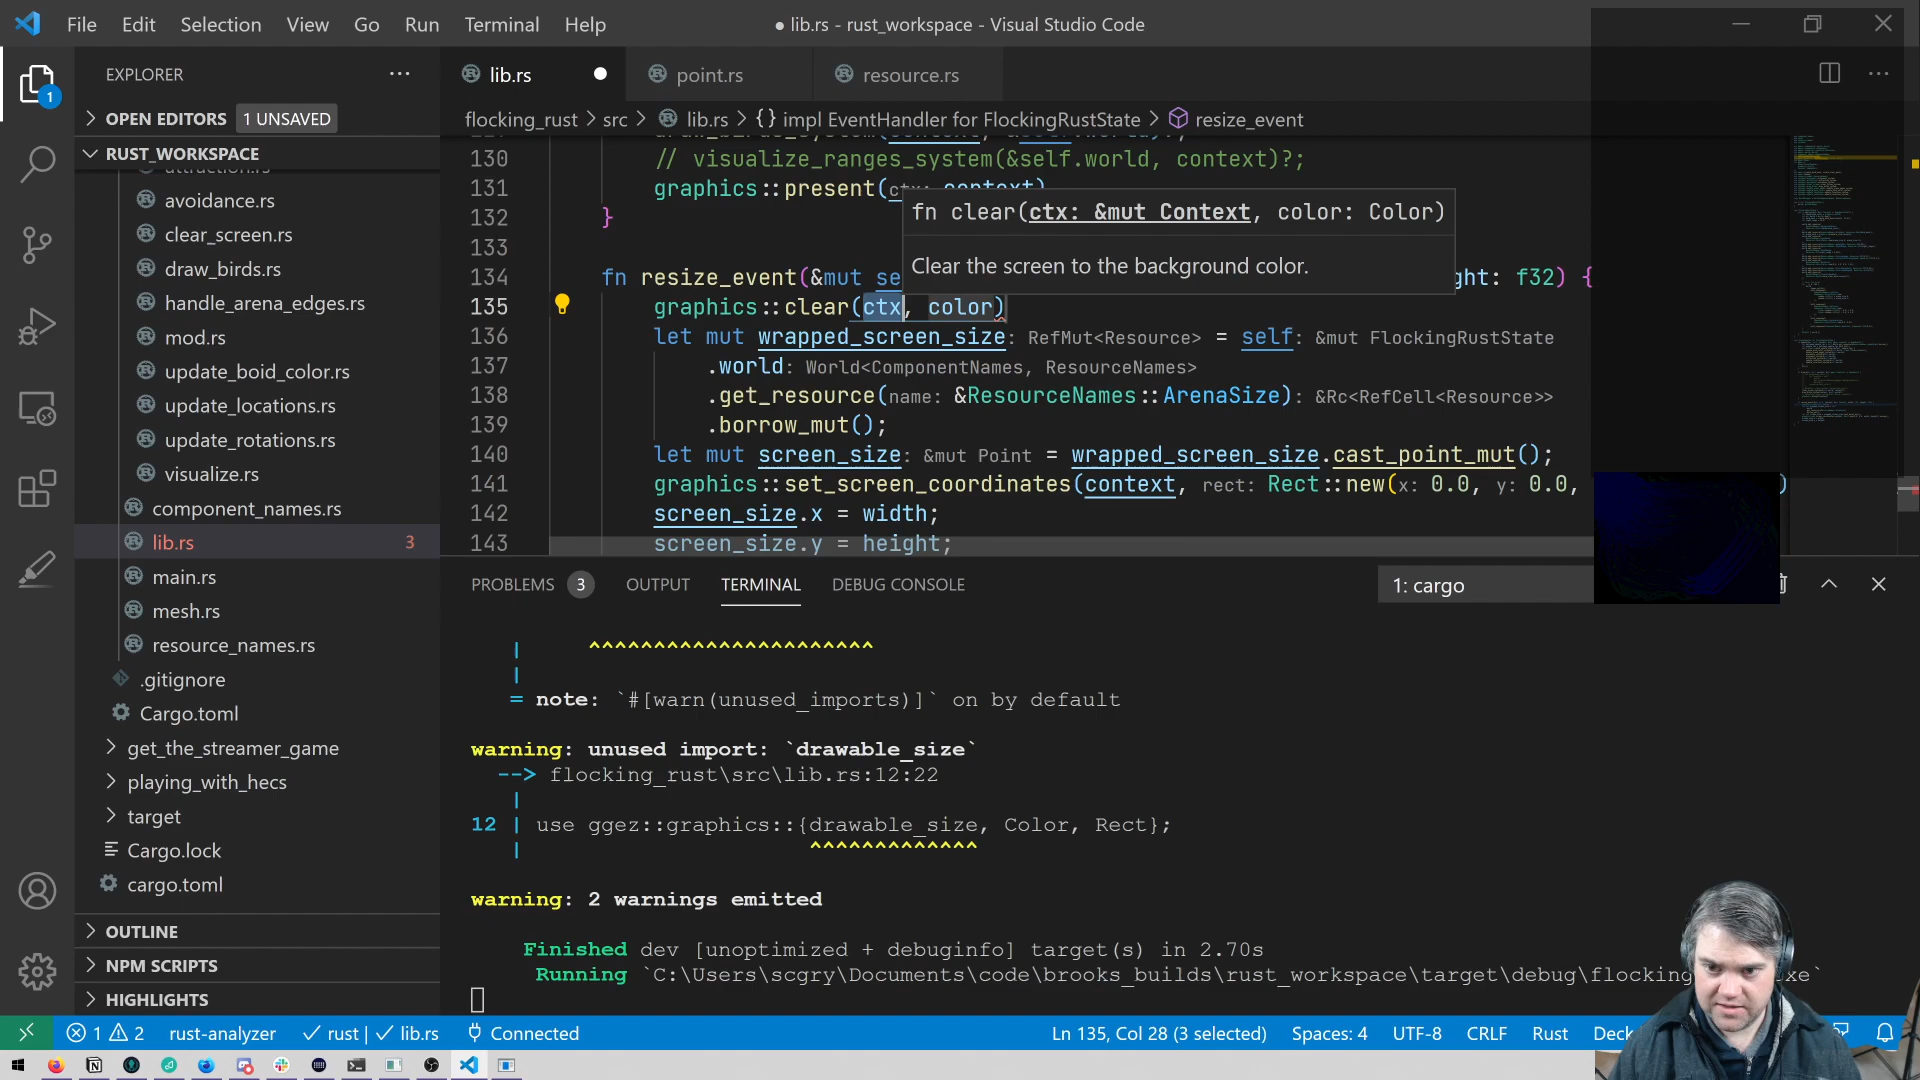 File Edit Selection View Go Run Terminal Help
● lib.rs - rust_workspace - Visual Studio Code
EXPLORER
OPEN EDITORS 1 UNSAVED
RUST_WORKSPACE
avoidance.rs
clear_screen.rs
draw_birds.rs
handle_arena_edges.rs
mod.rs
update_boid_color.rs
update_locations.rs
update_rotations.rs
visualize.rs
component_names.rs
lib.rs 3
main.rs
mesh.rs
resource_names.rs
.gitignore
Cargo.toml
get_the_streamer_game
playing_with_hecs
target
Cargo.lock
cargo.toml
OUTLINE
NPM SCRIPTS
HIGHLIGHTS
1
lib.rs point.rs resource.rs
flocking_rust > src > lib.rs > {} impl EventHandler for FlockingRustState > resize_event
130 // visualize_ranges_system(&self.world, context)?;
131 graphics::present(ctx: context)
132 }
133
134 fn resize_event(&mut se ght: f32) {
fn clear(ctx: &mut Context, color: Color)
Clear the screen to the background color.
135 graphics::clear(ctx, color)
136 let mut wrapped_screen_size: RefMut<Resource> = self: &mut FlockingRustState
137 .world: World<ComponentNames, ResourceNames>
138 .get_resource(name: &ResourceNames::ArenaSize): &Rc<RefCell<Resource>>
139 .borrow_mut();
140 let mut screen_size: &mut Point = wrapped_screen_size.cast_point_mut();
141 graphics::set_screen_coordinates(context, rect: Rect::new(x: 0.0, y: 0.0,
142 screen_size.x = width;
143 screen_size.y = height;
PROBLEMS 3 OUTPUT TERMINAL DEBUG CONSOLE
1: cargo
| ^^^^^^^^^^^^^^^^^^^^^^
|
= note: `#[warn(unused_imports)]` on by default
warning: unused import: `drawable_size`
--> flocking_rust\src\lib.rs:12:22
|
12 | use ggez::graphics::{drawable_size, Color, Rect};
| ^^^^^^^^^^^^^
warning: 2 warnings emitted
Finished dev [unoptimized + debuginfo] target(s) in 2.70s
Running `C:\Users\scgry\Documents\code\brooks_builds\rust_workspace\target\debug\flocking xe`
1 2 rust-analyzer ✓ rust | ✓ lib.rs Connected
Ln 135, Col 28 (3 selected) Spaces: 4 UTF-8 CRLF Rust